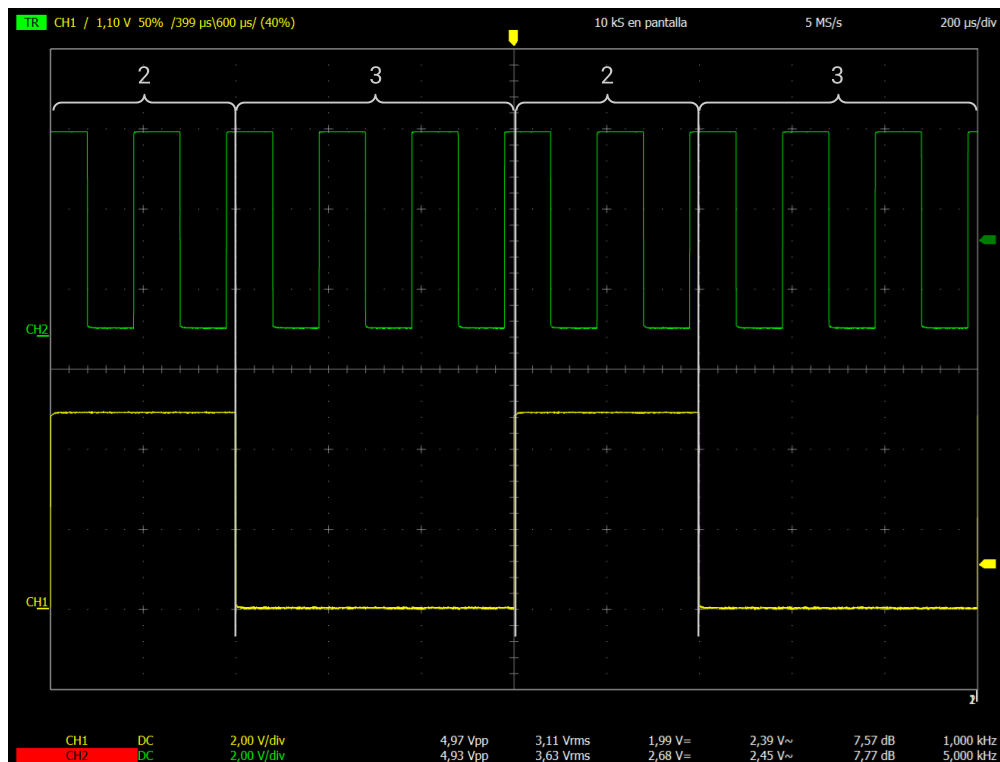 TR CH1 / 1,10 V 50% /399 µs\600 µs/ (40%) 10 kS en pantalla 5 MS/s 200 µs/div
2 3 2 3
CH2
CH1
CH1 DC 2,00 V/div 4,97 Vpp 3,11 Vrms 1,99 V= 2,39 V~ 7,57 dB 1,000 kHz
CH2 DC 2,00 V/div 4,93 Vpp 3,63 Vrms 2,68 V= 2,45 V~ 7,77 dB 5,000 kHz